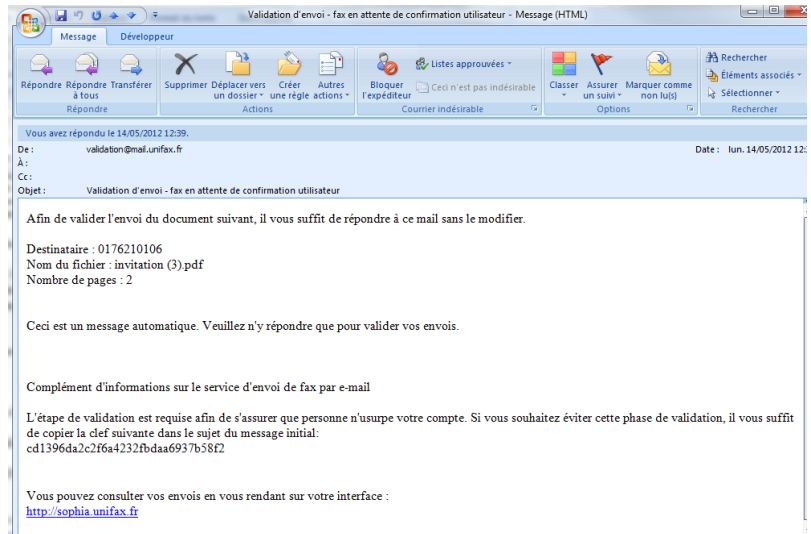 Validation d'envoi - fax en attente de confirmation utilisateur - Message (HTML)
Message Développeur
Répondre Répondre à tous Transférer
Répondre
Supprimer Déplacer vers un dossier Créer une règle Autres actions
Actions
Bloquer l'expéditeur
Listes approuvées
Ceci n'est pas indésirable
Courrier indésirable
Classer Assurer un suivi Marquer comme non lu(s)
Options
Rechercher
Éléments associés
Sélectionner
Rechercher
Vous avez répondu le 14/05/2012 12:39.
De : validation@mail.unifax.fr Date : lun. 14/05/2012 12:
À :
Cc :
Objet : Validation d'envoi - fax en attente de confirmation utilisateur
Afin de valider l'envoi du document suivant, il vous suffit de répondre à ce mail sans le modifier.
Destinataire : 0176210106
Nom du fichier : invitation (3).pdf
Nombre de pages : 2
Ceci est un message automatique. Veuillez n'y répondre que pour valider vos envois.
Complément d'informations sur le service d'envoi de fax par e-mail
L'étape de validation est requise afin de s'assurer que personne n'usurpe votre compte. Si vous souhaitez éviter cette phase de validation, il vous suffit
de copier la clef suivante dans le sujet du message initial:
cd1396da2c2f6a4232fbdaa6937b58f2
Vous pouvez consulter vos envois en vous rendant sur votre interface :
http://sophia.unifax.fr